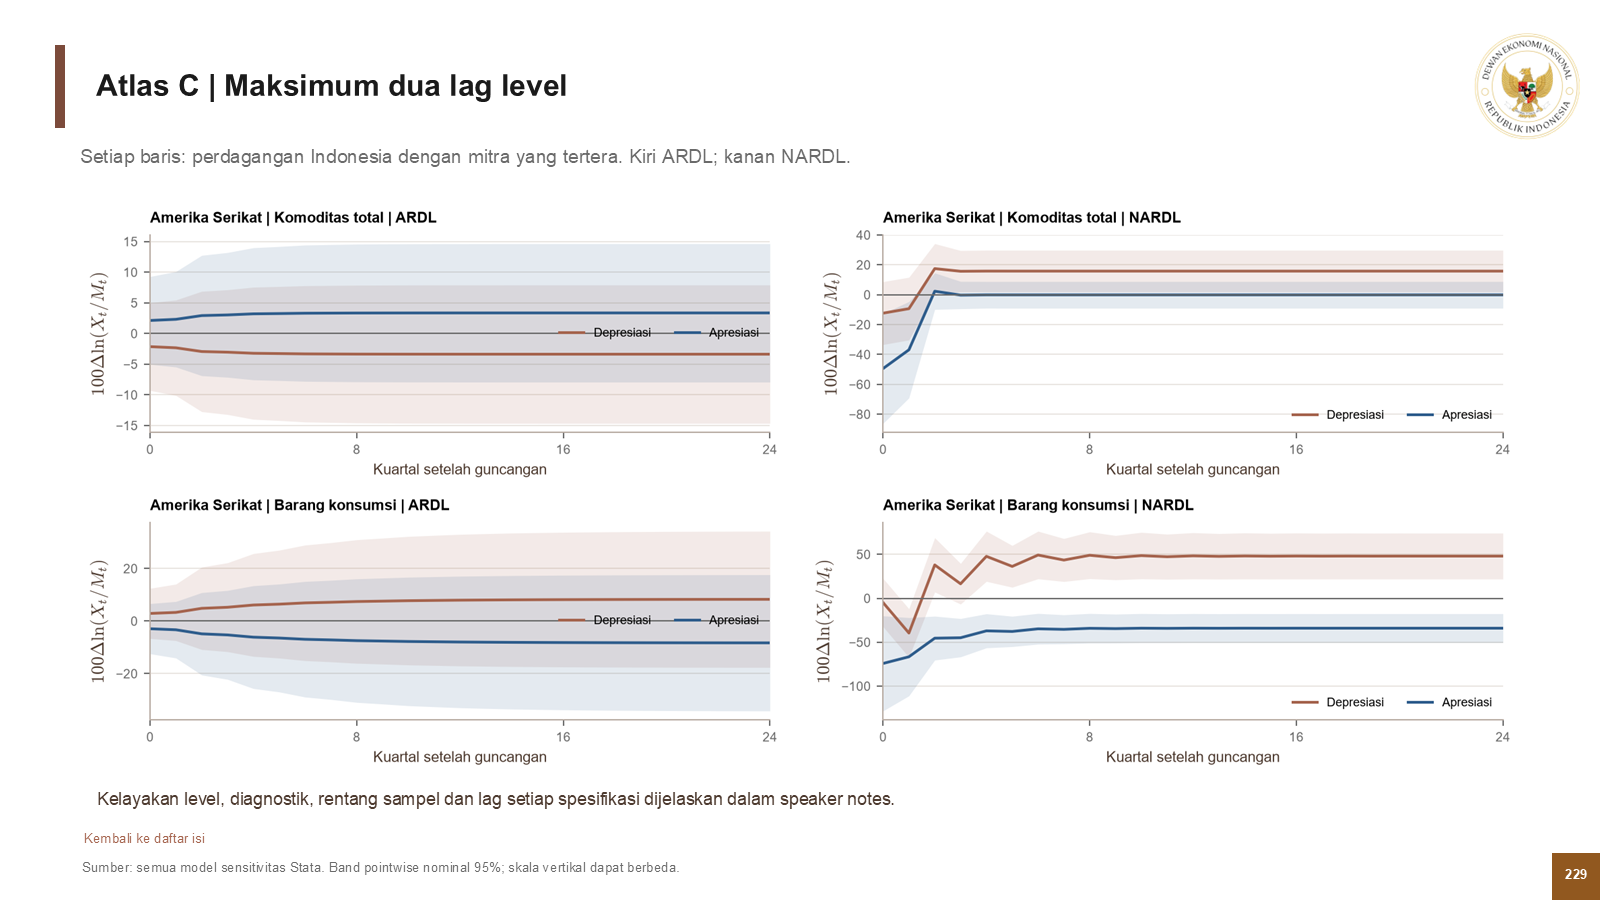 Atlas C | Maksimum dua lag level
DEWAN EKONOMI NASIONAL
REPUBLIK INDONESIA
Setiap baris: perdagangan Indonesia dengan mitra yang tertera. Kiri ARDL; kanan NARDL.
Amerika Serikat | Komoditas total | ARDL
100Δln(Xₜ/Mₜ)
15
10
5
0
−5
−10
−15
Depresiasi
Apresiasi
0
8
16
24
Kuartal setelah guncangan
Amerika Serikat | Komoditas total | NARDL
100Δln(Xₜ/Mₜ)
40
20
0
−20
−40
−60
−80
Depresiasi
Apresiasi
0
8
16
24
Kuartal setelah guncangan
Amerika Serikat | Barang konsumsi | ARDL
100Δln(Xₜ/Mₜ)
20
0
−20
Depresiasi
Apresiasi
0
8
16
24
Kuartal setelah guncangan
Amerika Serikat | Barang konsumsi | NARDL
100Δln(Xₜ/Mₜ)
50
0
−50
−100
Depresiasi
Apresiasi
0
8
16
24
Kuartal setelah guncangan
Kelayakan level, diagnostik, rentang sampel dan lag setiap spesifikasi dijelaskan dalam speaker notes.
Kembali ke daftar isi
Sumber: semua model sensitivitas Stata. Band pointwise nominal 95%; skala vertikal dapat berbeda.
229